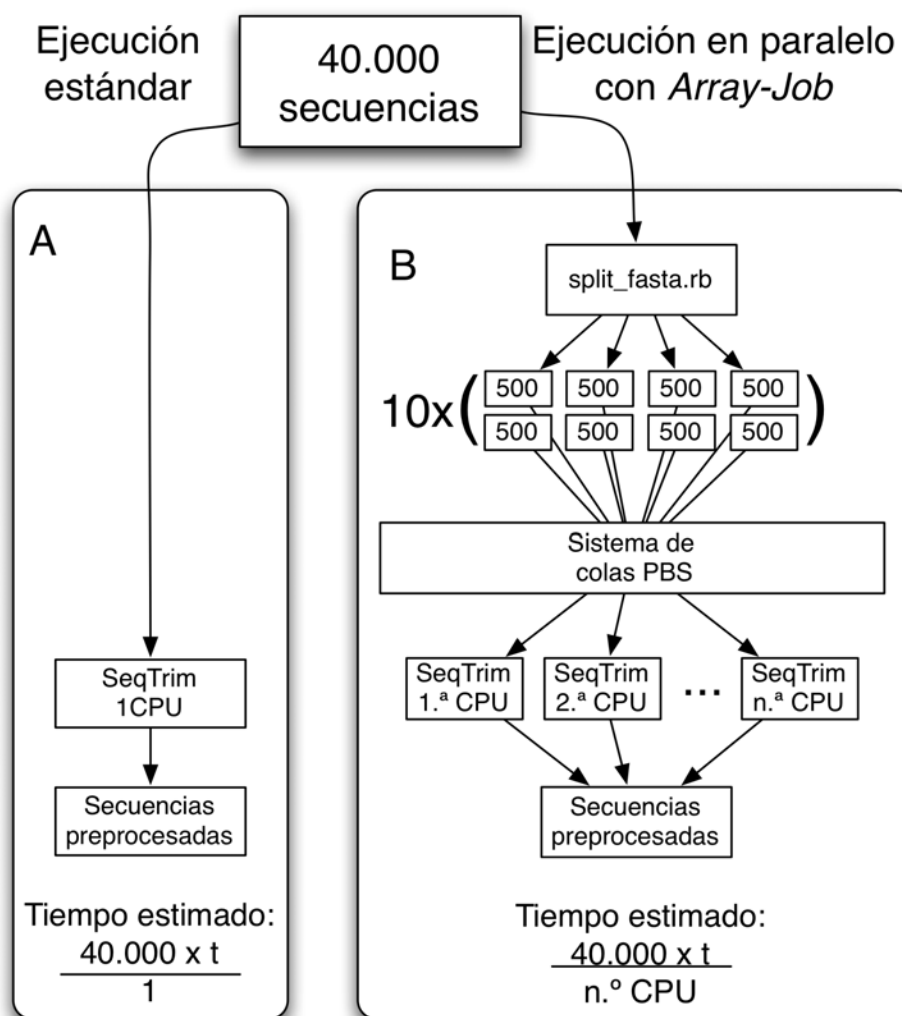 Ejecución
estándar
40.000
secuencias
Ejecución en paralelo
con Array-Job
A
SeqTrim
1CPU
Secuencias
preprocesadas
Tiempo estimado:
40.000 x t
1
B
split_fasta.rb
10x(
500 500 500 500
500 500 500 500
)
Sistema de
colas PBS
SeqTrim
1.ª CPU
SeqTrim
2.ª CPU
...
SeqTrim
n.ª CPU
Secuencias
preprocesadas
Tiempo estimado:
40.000 x t
n.º CPU